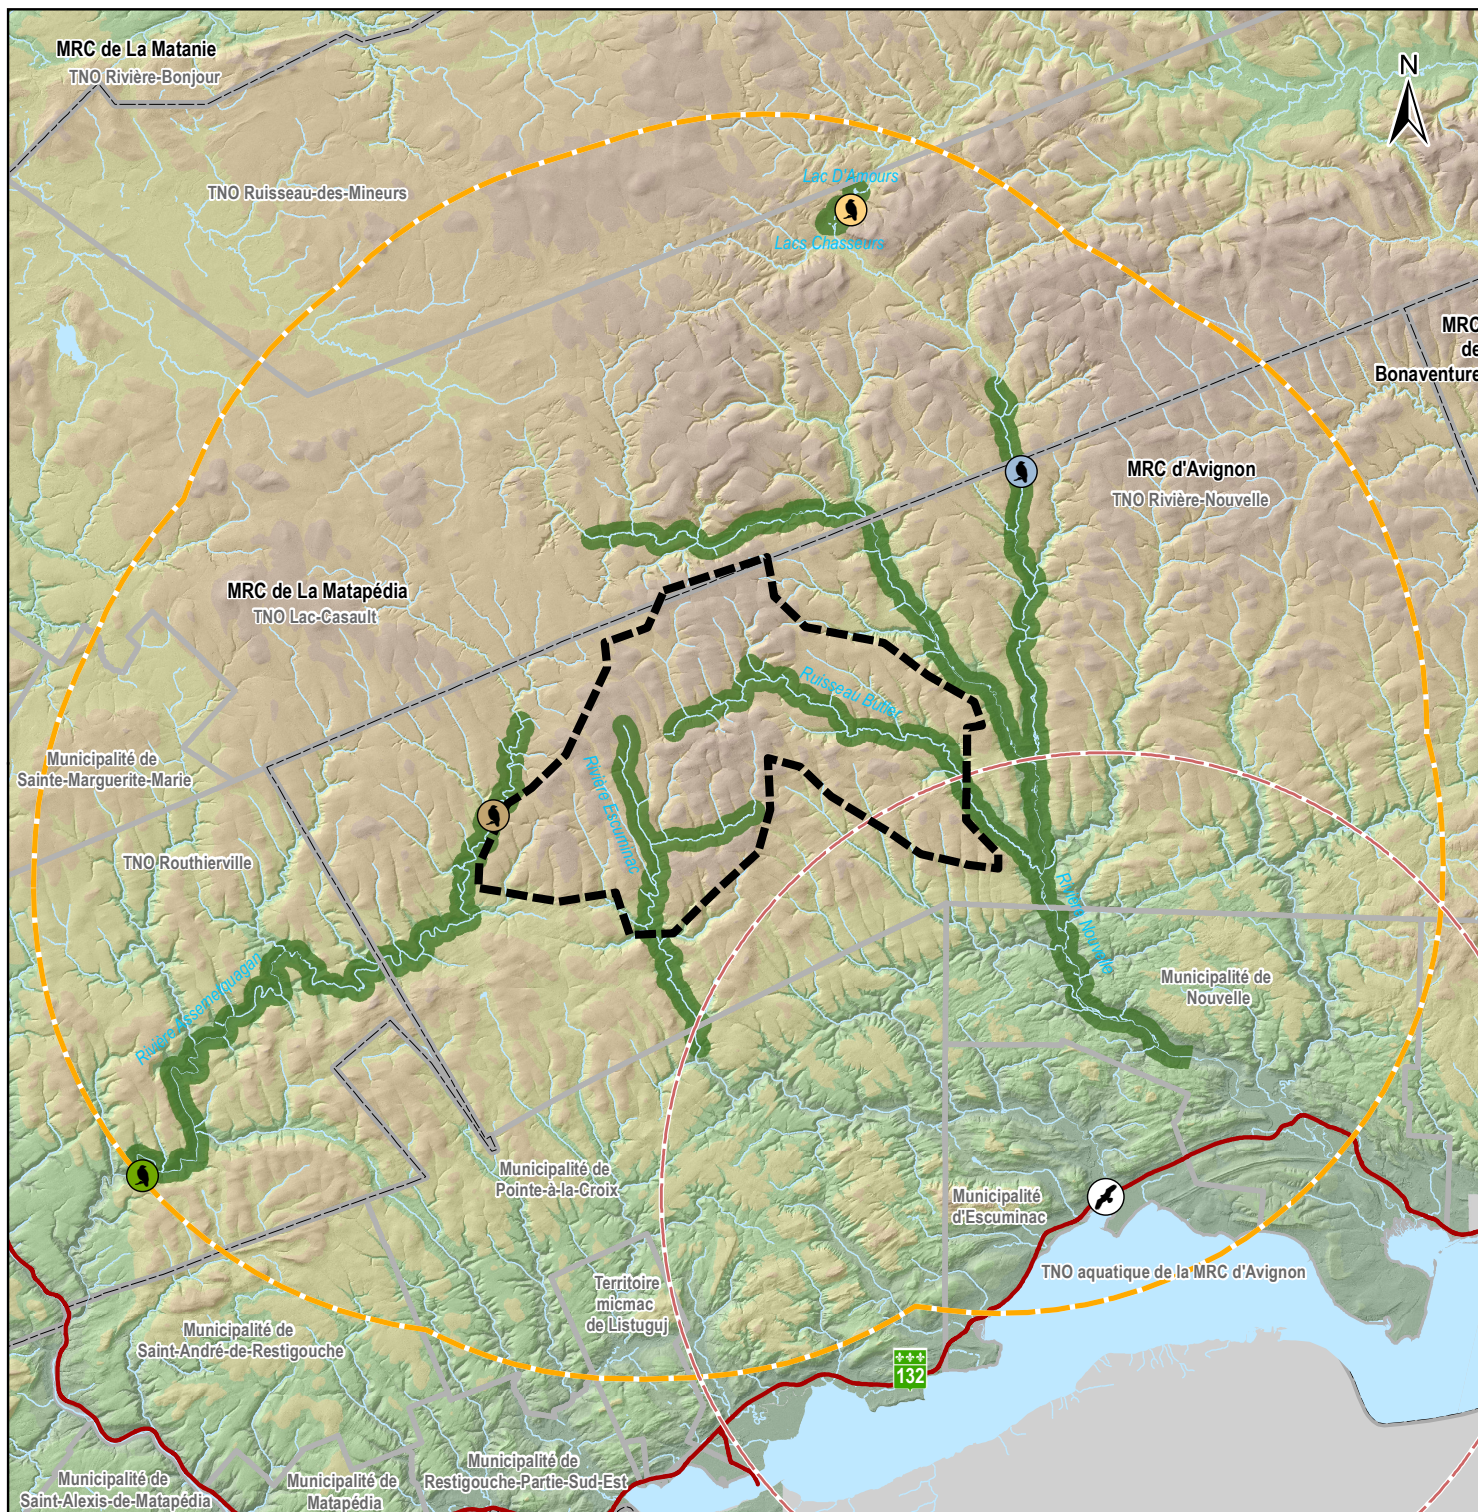 MRC de La Matanie
TNO Rivière-Bonjour
N
Lac D'Amours
TNO Ruisseau-des-Mineurs
Lacs Chasseurs
MRC
de
Bonaventure
MRC d'Avignon
TNO Rivière-Nouvelle
MRC de La Matapédia
TNO Lac-Casault
Ruisseau Buffet
Municipalité de
Sainte-Marguerite-Marie
Rivière Escuminac
TNO Routhierville
Rivière Nouvelle
Rivière Assemetquagan
Municipalité de
Nouvelle
Municipalité de
Pointe-à-la-Croix
Municipalité
d'Escuminac
Territoire
micmac
de Listuguj
TNO aquatique de la MRC d'Avignon
Municipalité de
Saint-André-de-Restigouche
132
Municipalité de
Restigouche-Partie-Sud-Est
Municipalité de
Saint-Alexis-de-Matapédia
Municipalité de
Matapédia